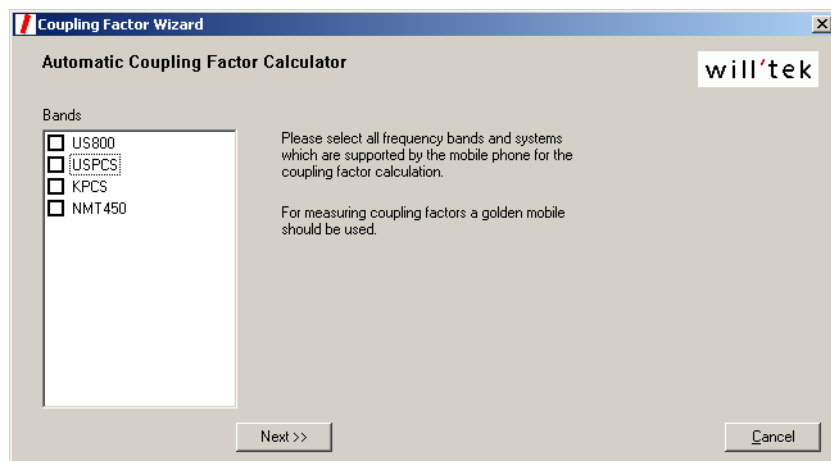 Coupling Factor Wizard
Automatic Coupling Factor Calculator
will'tek
Bands
US800
USPCS
KPCS
NMT450
Please select all frequency bands and systems
which are supported by the mobile phone for the
coupling factor calculation.
For measuring coupling factors a golden mobile
should be used.
Next >>
Cancel